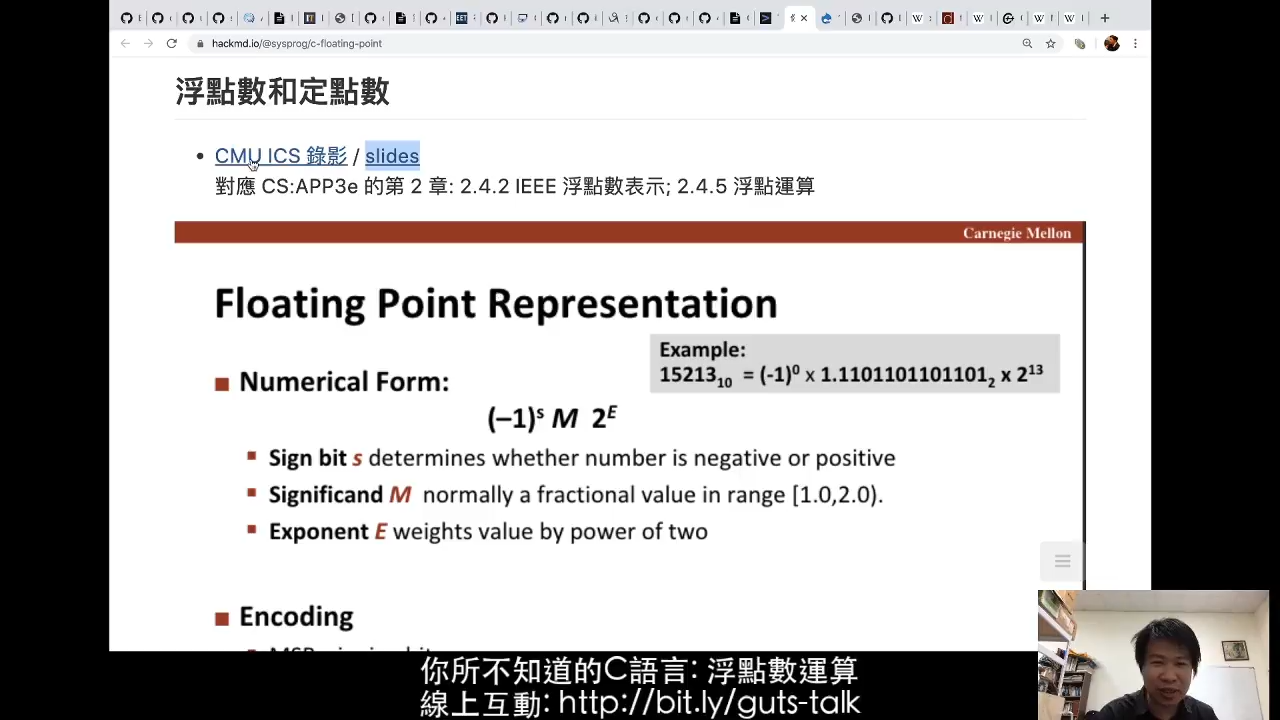 hackmd.io/@sysprog/c-floating-point
浮點數和定點數
CMU ICS 錄影 / slides
對應 CS:APP3e 的第 2 章: 2.4.2 IEEE 浮點數表示; 2.4.5 浮點運算
Carnegie Mellon
Floating Point Representation
Example:
15213₁₀ = (-1)⁰ x 1.1101101101101₂ x 2¹³
Numerical Form:
(–1)ˢ M 2ᴱ
Sign bit s determines whether number is negative or positive
Significand M normally a fractional value in range [1.0,2.0).
Exponent E weights value by power of two
Encoding
你所不知道的C語言: 浮點數運算
線上互動: http://bit.ly/guts-talk